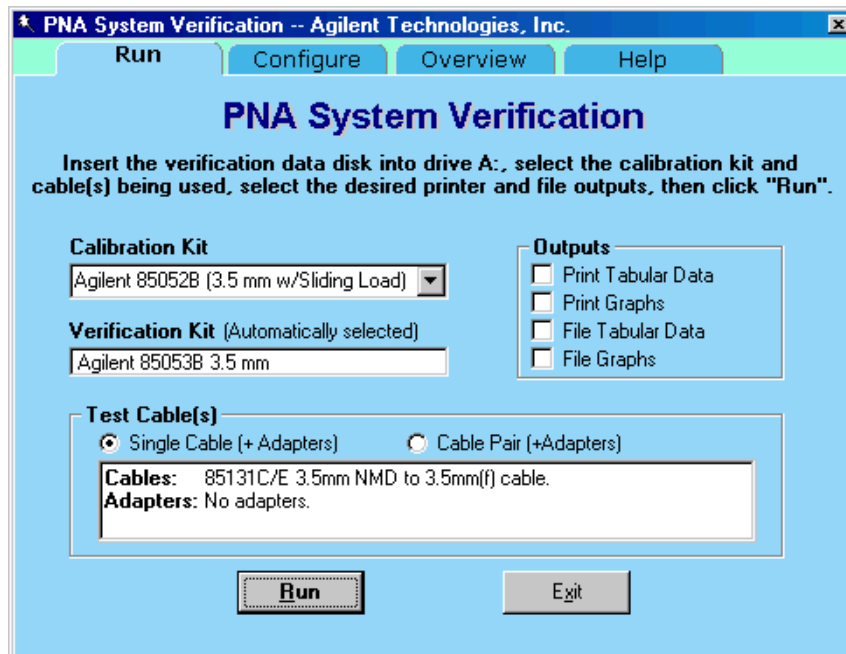 PNA System Verification -- Agilent Technologies, Inc.
Run Configure Overview Help
PNA System Verification
Insert the verification data disk into drive A:, select the calibration kit and
cable(s) being used, select the desired printer and file outputs, then click "Run".
Calibration Kit
Agilent 85052B (3.5 mm w/Sliding Load)
Verification Kit (Automatically selected)
Agilent 85053B 3.5 mm
Outputs
Print Tabular Data
Print Graphs
File Tabular Data
File Graphs
Test Cable(s)
Single Cable (+ Adapters) Cable Pair (+Adapters)
Cables: 85131C/E 3.5mm NMD to 3.5mm(f) cable.
Adapters: No adapters.
Run Exit